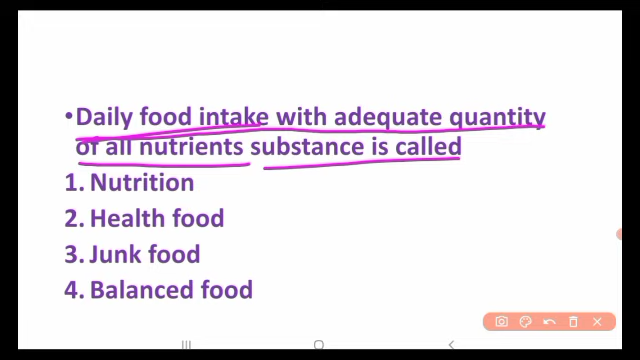 •Daily food intake with adequate quantity
of all nutrients substance is called
1. Nutrition
2. Health food
3. Junk food
4. Balanced food